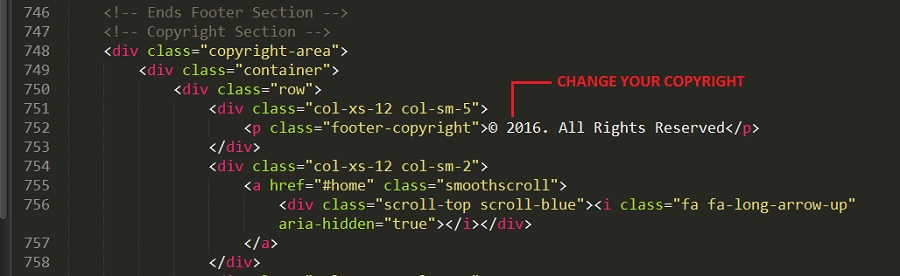 746 <!-- Ends Footer Section -->
747 <!-- Copyright Section -->
748 <div class="copyright-area">
749 <div class="container">
CHANGE YOUR COPYRIGHT
750 <div class="row">
751 <div class="col-xs-12 col-sm-5">
752 <p class="footer-copyright">© 2016. All Rights Reserved</p>
753 </div>
754 <div class="col-xs-12 col-sm-2">
755 <a href="#home" class="smoothscroll">
756 <div class="scroll-top scroll-blue"><i class="fa fa-long-arrow-up"
aria-hidden="true"></i></div>
757 </a>
758 </div>